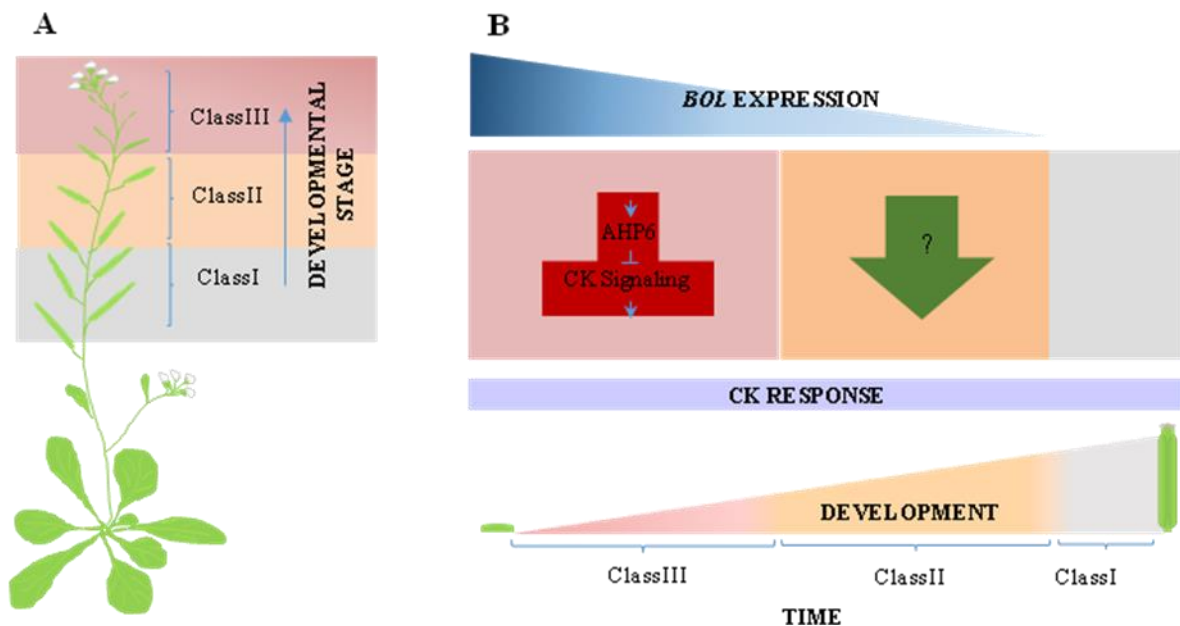 A
ClassIII
ClassII
ClassI
DEVELOPMENTAL
STAGE
B
BOL EXPRESSION
AHP6
CK Signaling
?
CK RESPONSE
DEVELOPMENT
ClassIII
ClassII
ClassI
TIME